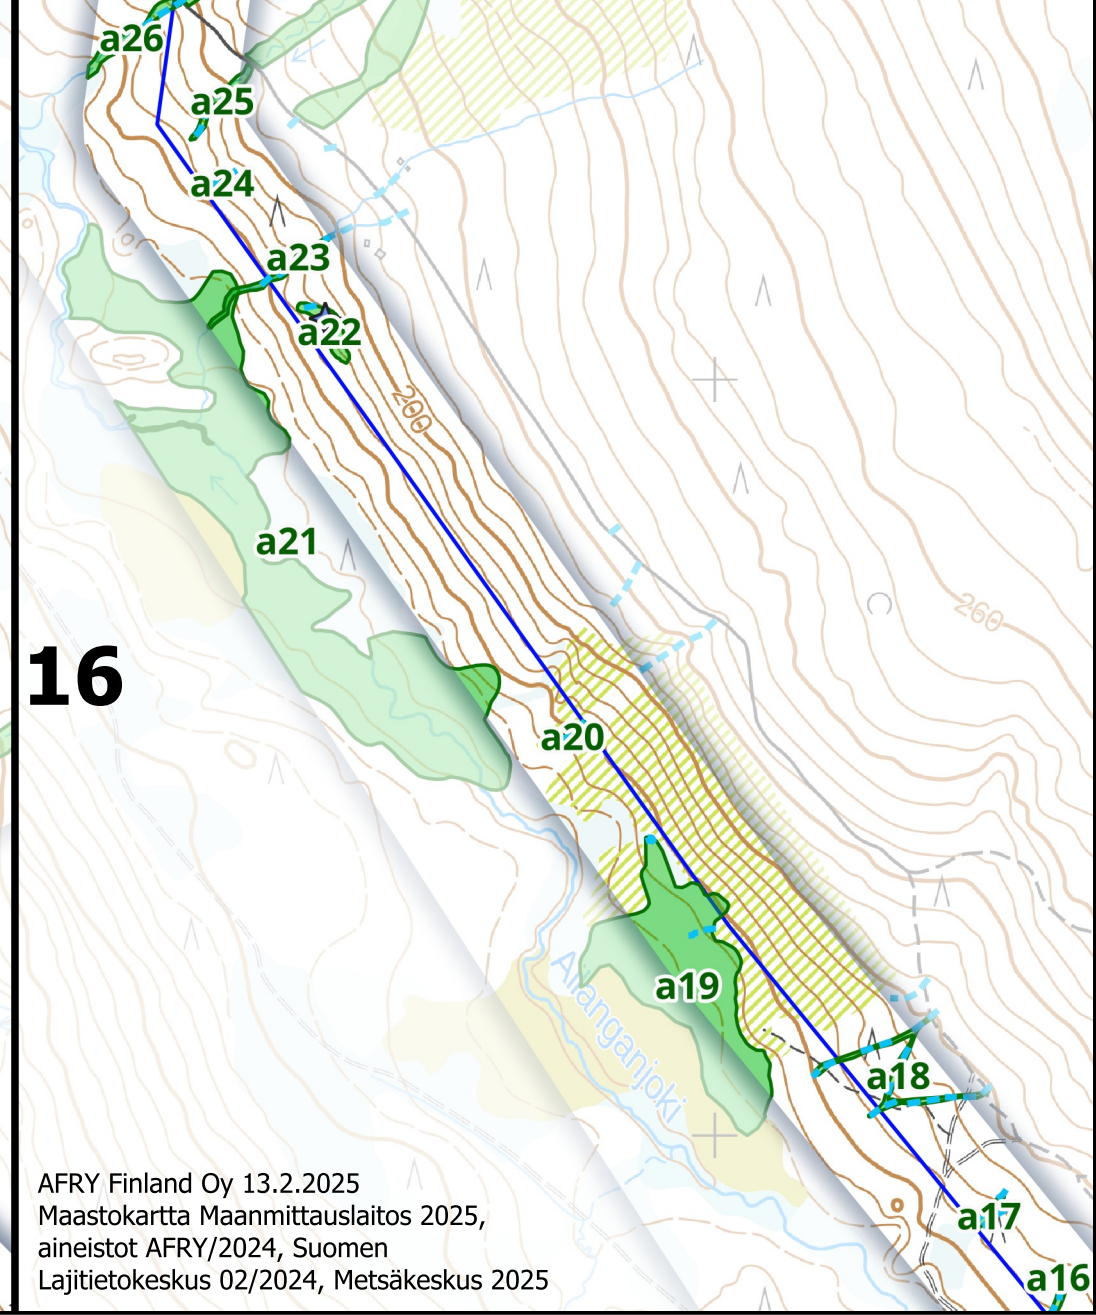 a26
a25
a24
a23
a22
200
a21
260
16
a20
a19
Alanganjoki
a18
a17
a16
AFRY Finland Oy 13.2.2025
Maastokartta Maanmittauslaitos 2025,
aineistot AFRY/2024, Suomen
Lajitietokeskus 02/2024, Metsäkeskus 2025